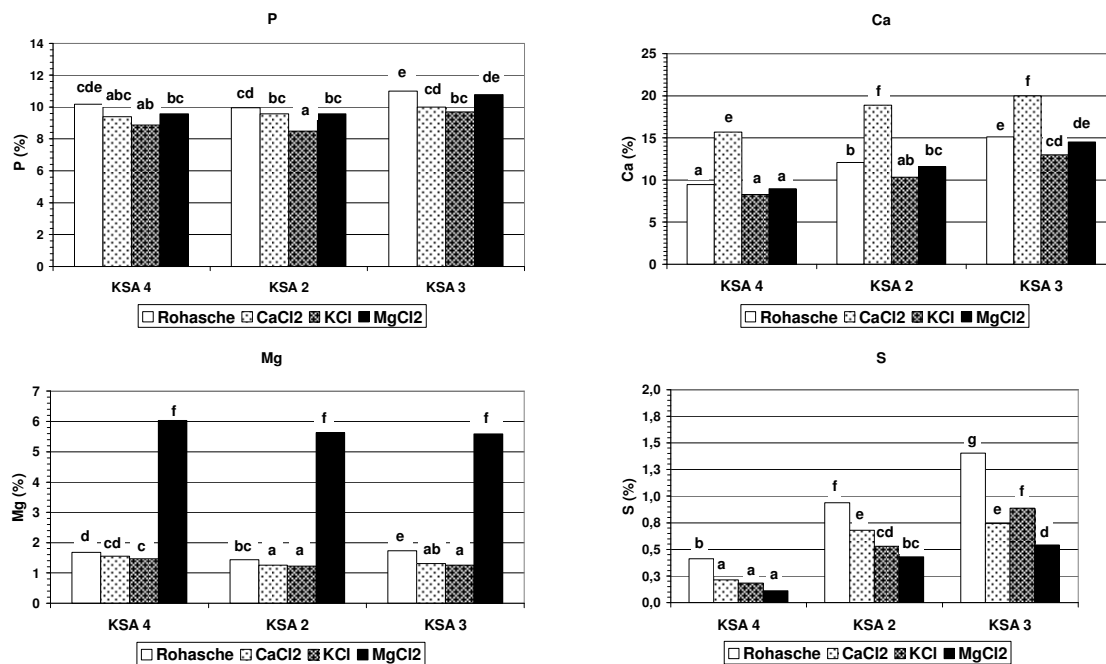 P
14
12
10
8
6
4
2
0
P (%)
cde abc ab bc cd bc a bc e cd bc de
KSA 4 KSA 2 KSA 3
Rohasche CaCl2 KCl MgCl2
Ca
25
20
15
10
5
0
Ca (%)
a e a a b f ab bc e f cd de
KSA 4 KSA 2 KSA 3
Rohasche CaCl2 KCl MgCl2
Mg
7
6
5
4
3
2
1
0
Mg (%)
d cd c f bc a a f e ab a f
KSA 4 KSA 2 KSA 3
Rohasche CaCl2 KCl MgCl2
S
2,0
1,8
1,5
1,3
1,0
0,8
0,5
0,3
0,0
S (%)
b a a a f e cd bc g e f d
KSA 4 KSA 2 KSA 3
Rohasche CaCl2 KCl MgCl2